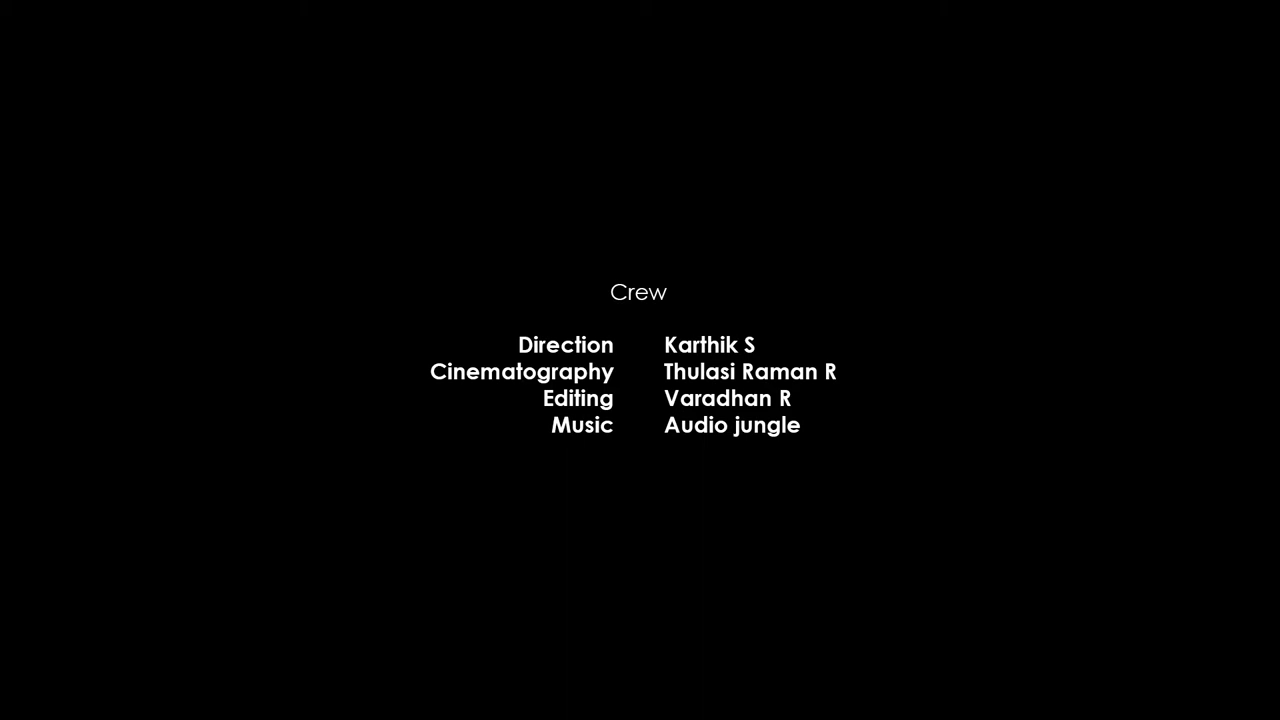 Crew
Direction Karthik S
Cinematography Thulasi Raman R
Editing Varadhan R
Music Audio jungle